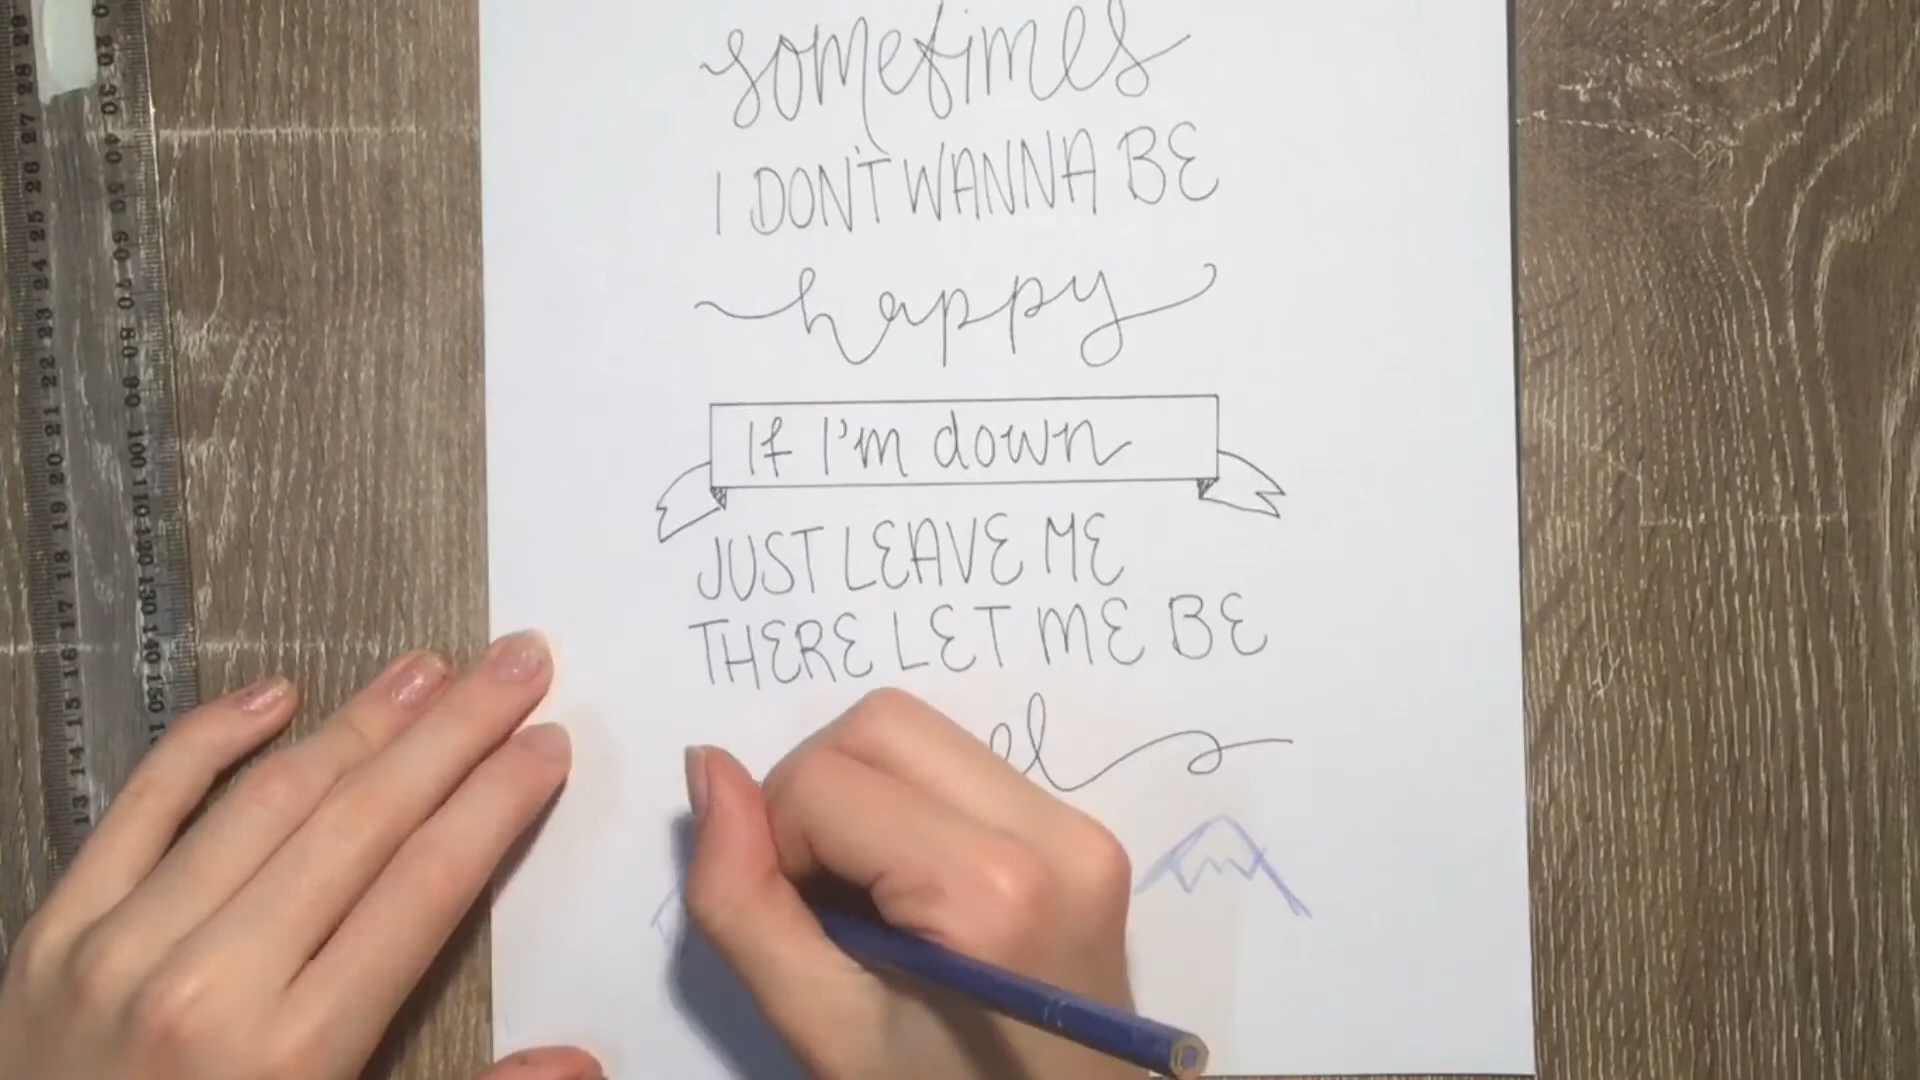 sometimes
I DON'T WANNA BE
happy
If I'm down
JUST LEAVE ME
THERE LET ME BE